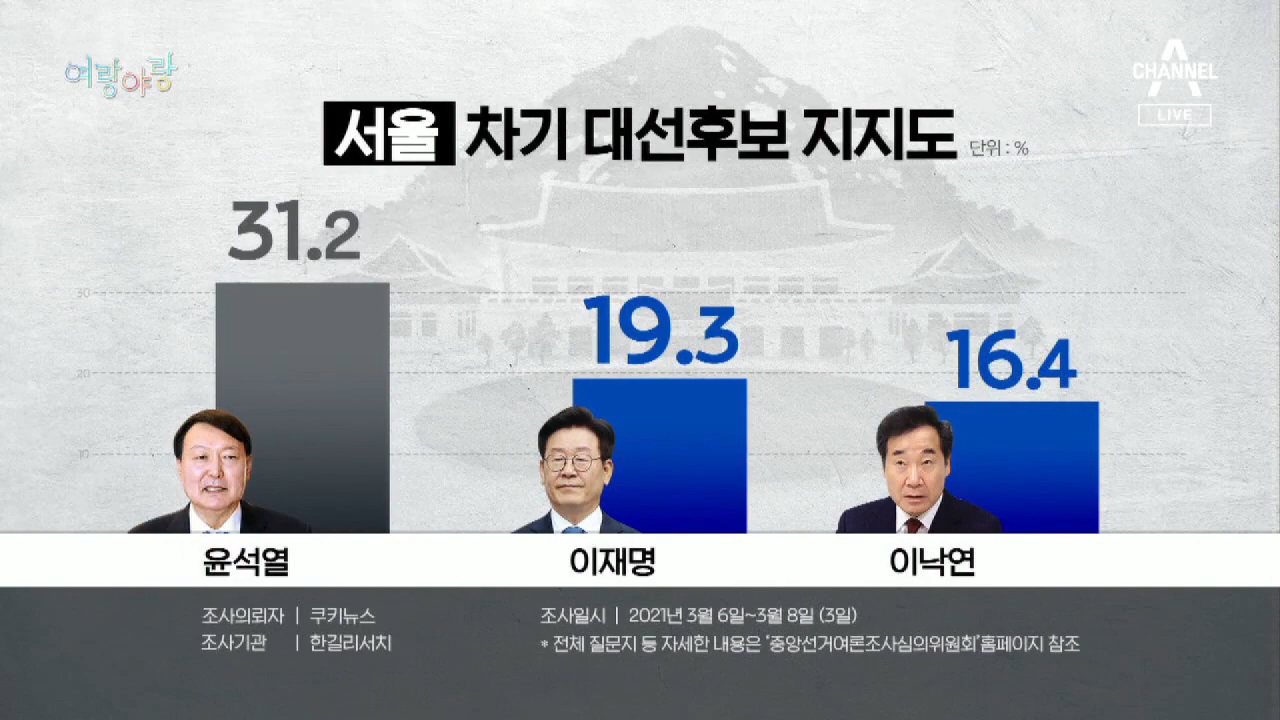 여랑야랑
CHANNEL A
LIVE
서울 차기 대선후보 지지도 단위 : %
31.2
19.3
16.4
30
20
10
윤석열 이재명 이낙연
조사의뢰자 | 쿠키뉴스 조사일시 | 2021년 3월 6일~3월 8일 (3일)
조사기관 | 한길리서치 * 전체 질문지 등 자세한 내용은 '중앙선거여론조사심의위원회'홈페이지 참조